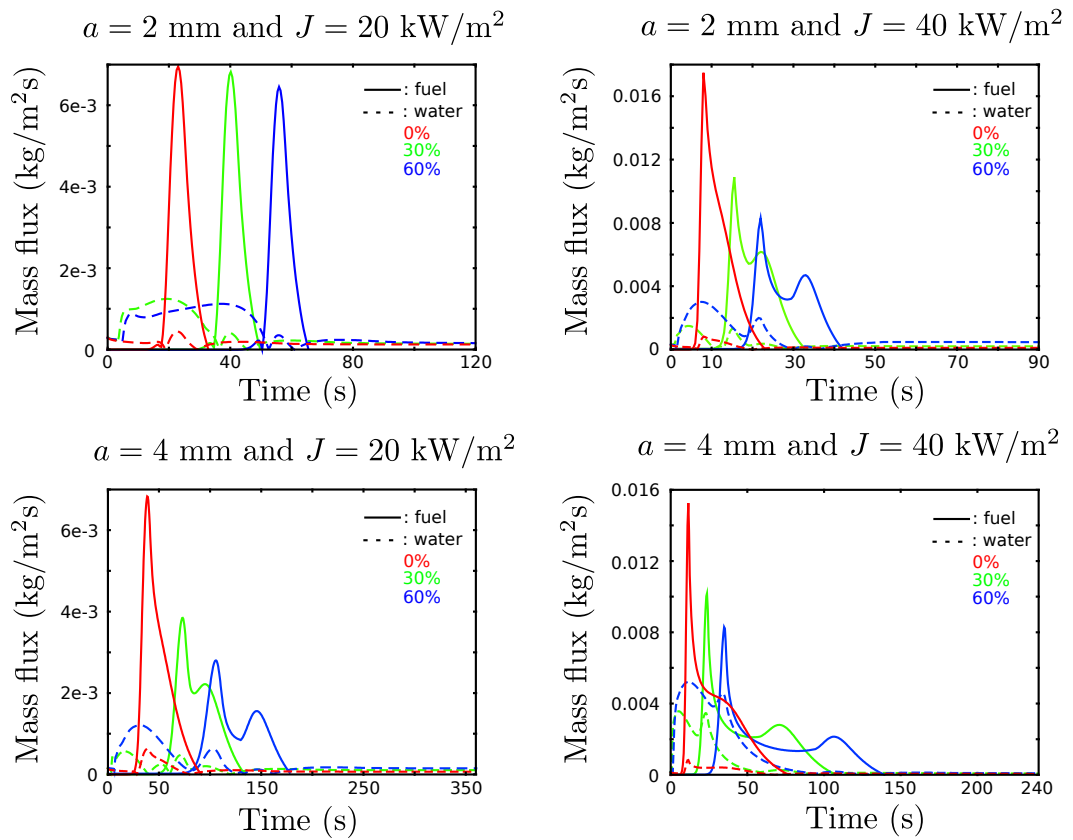 a = 2 mm and J = 20 kW/m²
Mass flux (kg/m²s)
6e-3
4e-3
2e-3
0
: fuel
: water
0%
30%
60%
0 40 80 120
Time (s)
a = 2 mm and J = 40 kW/m²
Mass flux (kg/m²s)
0.016
0.012
0.008
0.004
0
: fuel
: water
0%
30%
60%
0 10 30 50 70 90
Time (s)
a = 4 mm and J = 20 kW/m²
Mass flux (kg/m²s)
6e-3
4e-3
2e-3
0
: fuel
: water
0%
30%
60%
0 50 150 250 350
Time (s)
a = 4 mm and J = 40 kW/m²
Mass flux (kg/m²s)
0.016
0.012
0.008
0.004
0
: fuel
: water
0%
30%
60%
0 50 100 150 200 240
Time (s)